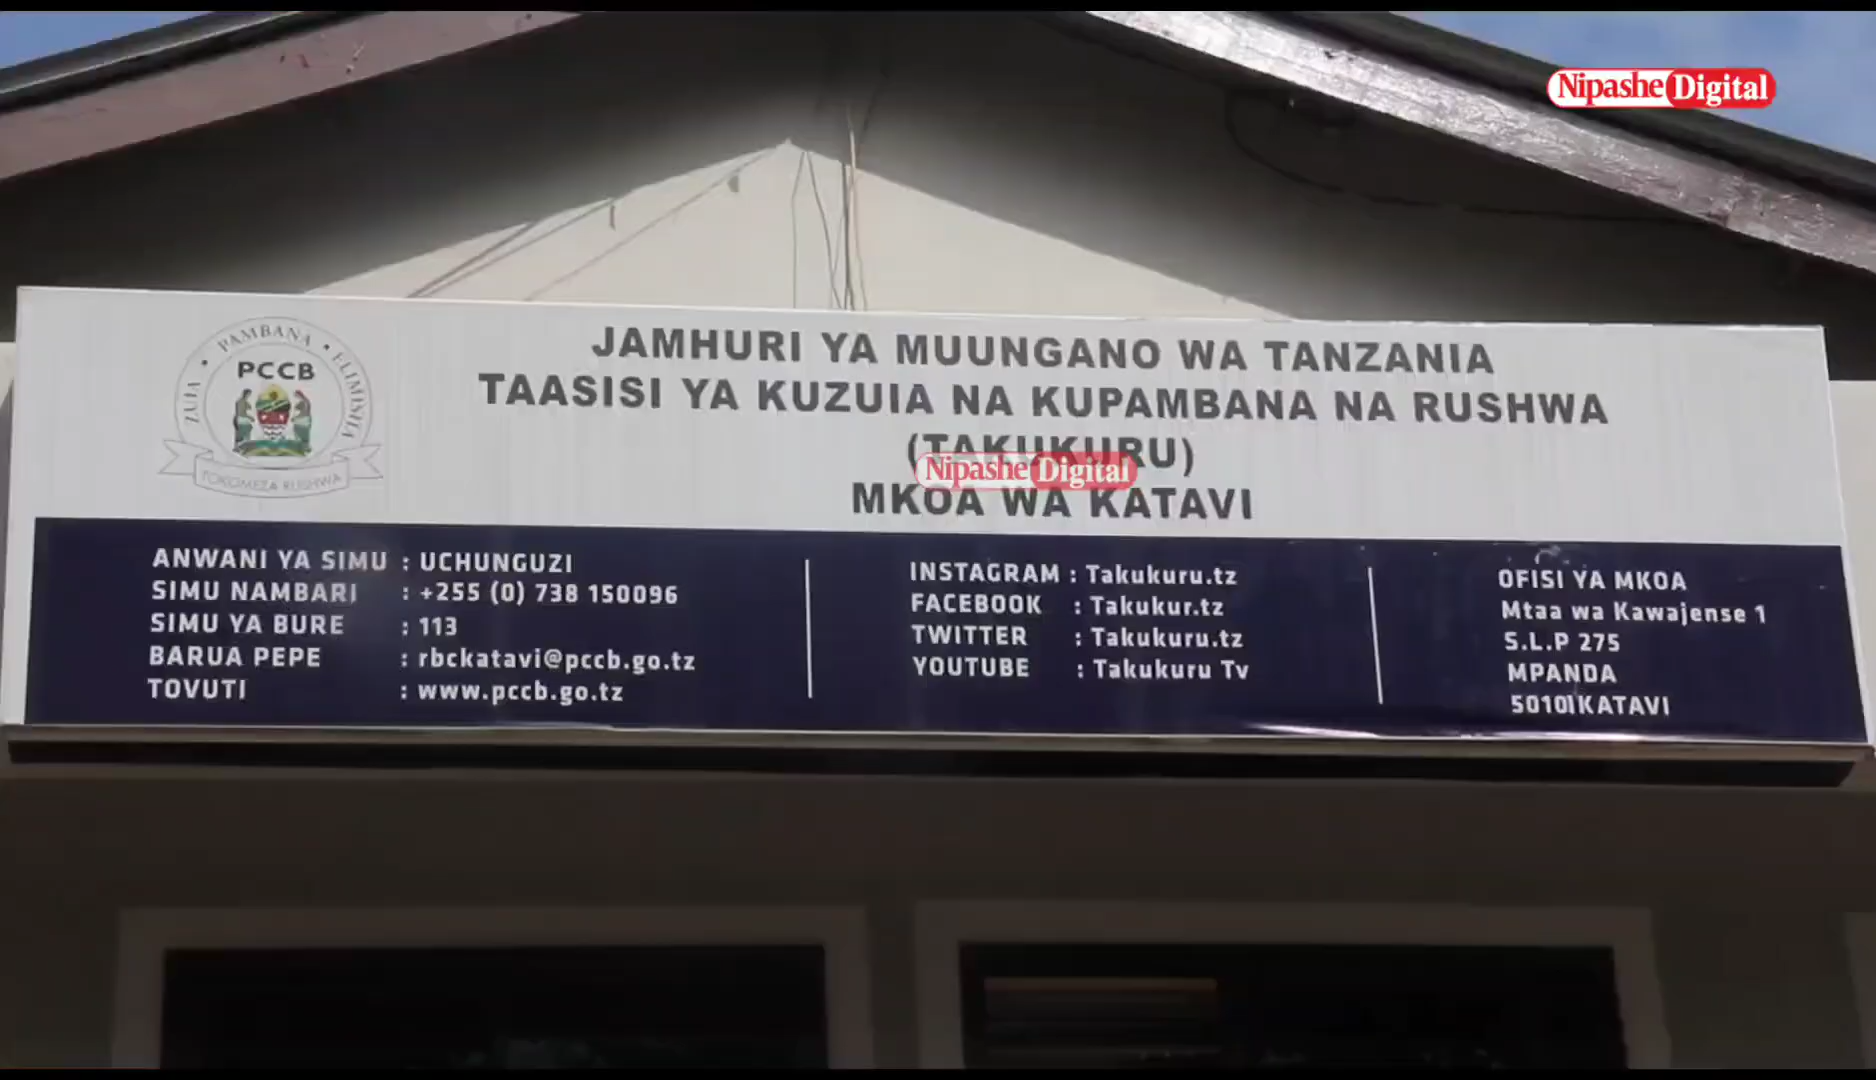 Nipashe Digital
ZUIA • PAMBANA • ELIMISHA
PCCB
TOKOMEZA RUSHWA
JAMHURI YA MUUNGANO WA TANZANIA
TAASISI YA KUZUIA NA KUPAMBANA NA RUSHWA
(TAKUKURU)
Nipashe Digital
MKOA WA KATAVI
ANWANI YA SIMU : UCHUNGUZI
SIMU NAMBARI : +255 (0) 738 150096
SIMU YA BURE : 113
BARUA PEPE : rbckatavi@pccb.go.tz
TOVUTI : www.pccb.go.tz
INSTAGRAM : Takukuru.tz
FACEBOOK : Takukur.tz
TWITTER : Takukuru.tz
YOUTUBE : Takukuru Tv
OFISI YA MKOA
Mtaa wa Kawajense 1
S.L.P 275
MPANDA
50101KATAVI